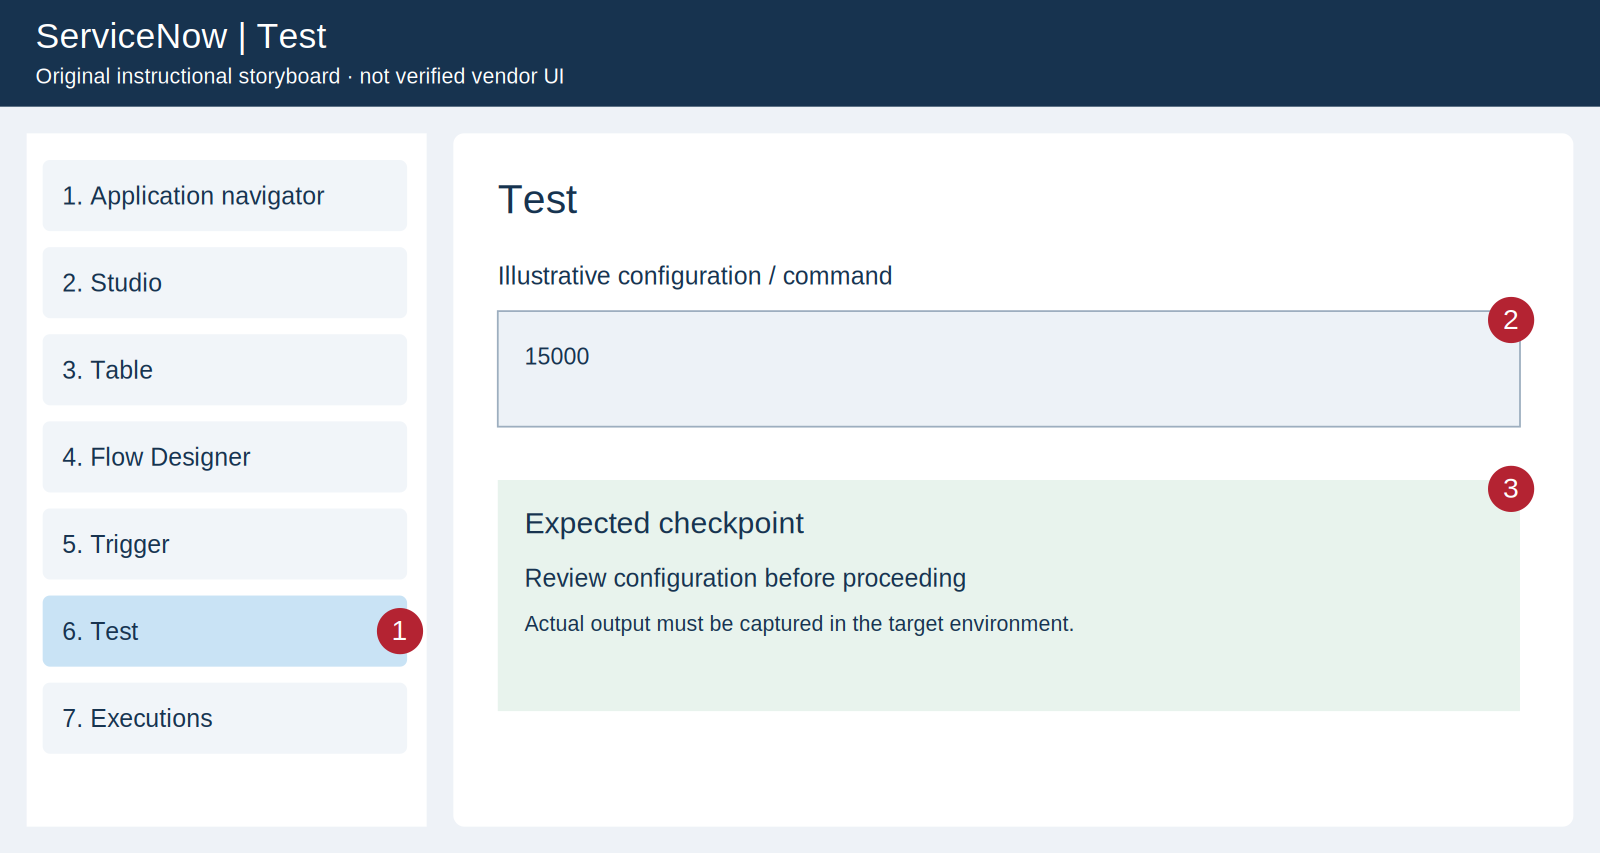 ServiceNow | Test
Original instructional storyboard · not verified vendor UI
1. Application navigator
2. Studio
3. Table
4. Flow Designer
5. Trigger
6. Test
1
7. Executions
Test
Illustrative configuration / command
2
15000
3
Expected checkpoint
Review configuration before proceeding
Actual output must be captured in the target environment.